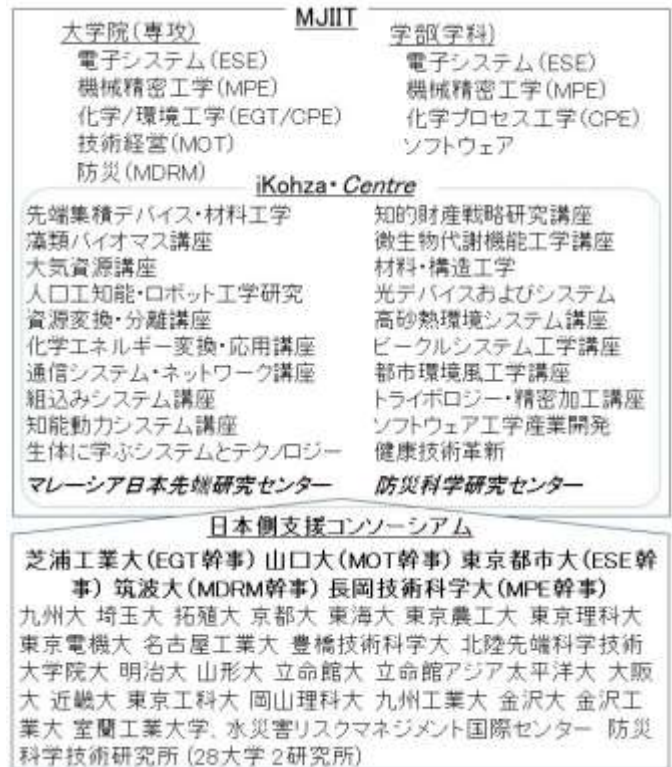 MJIIT
大学院(専攻)
電子システム(ESE)
機械精密工学(MPE)
化学/環境工学(EGT/CPE)
技術経営(MOT)
防災(MDRM)
学部(学科)
電子システム(ESE)
機械精密工学(MPE)
化学プロセス工学(CPE)
ソフトウェア
iKohza・Centre
先端集積デバイス・材料工学
藻類バイオマス講座
大気資源講座
人口工知能・ロボット工学研究
資源変換・分離講座
化学エネルギー変換・応用講座
通信システム・ネットワーク講座
組込みシステム講座
知能動力システム講座
生体に学ぶシステムとテクノロジー
マレーシア日本先端研究センター
知的財産戦略研究講座
微生物代謝機能工学講座
材料・構造工学
光デバイスおよびシステム
高砂熱環境システム講座
ビークルシステム工学講座
都市環境風工学講座
トライボロジー・精密加工講座
ソフトウェア工学産業開発
健康技術革新
防災科学研究センター
日本側支援コンソーシアム
芝浦工業大(EGT幹事) 山口大(MOT幹事) 東京都市大(ESE幹
事) 筑波大(MDRM幹事) 長岡技術科学大(MPE幹事)
九州大 埼玉大 拓殖大 京都大 東海大 東京農工大 東京理科大
東京電機大 名古屋工業大 豊橋技術科学大 北陸先端科学技術
大学院大 明治大 山形大 立命館大 立命館アジア太平洋大 大阪
大 近畿大 東京工科大 岡山理科大 九州工業大 金沢大 金沢工
業大 室蘭工業大学、水災害リスクマネジメント国際センター 防災
科学技術研究所 (28大学 2研究所)